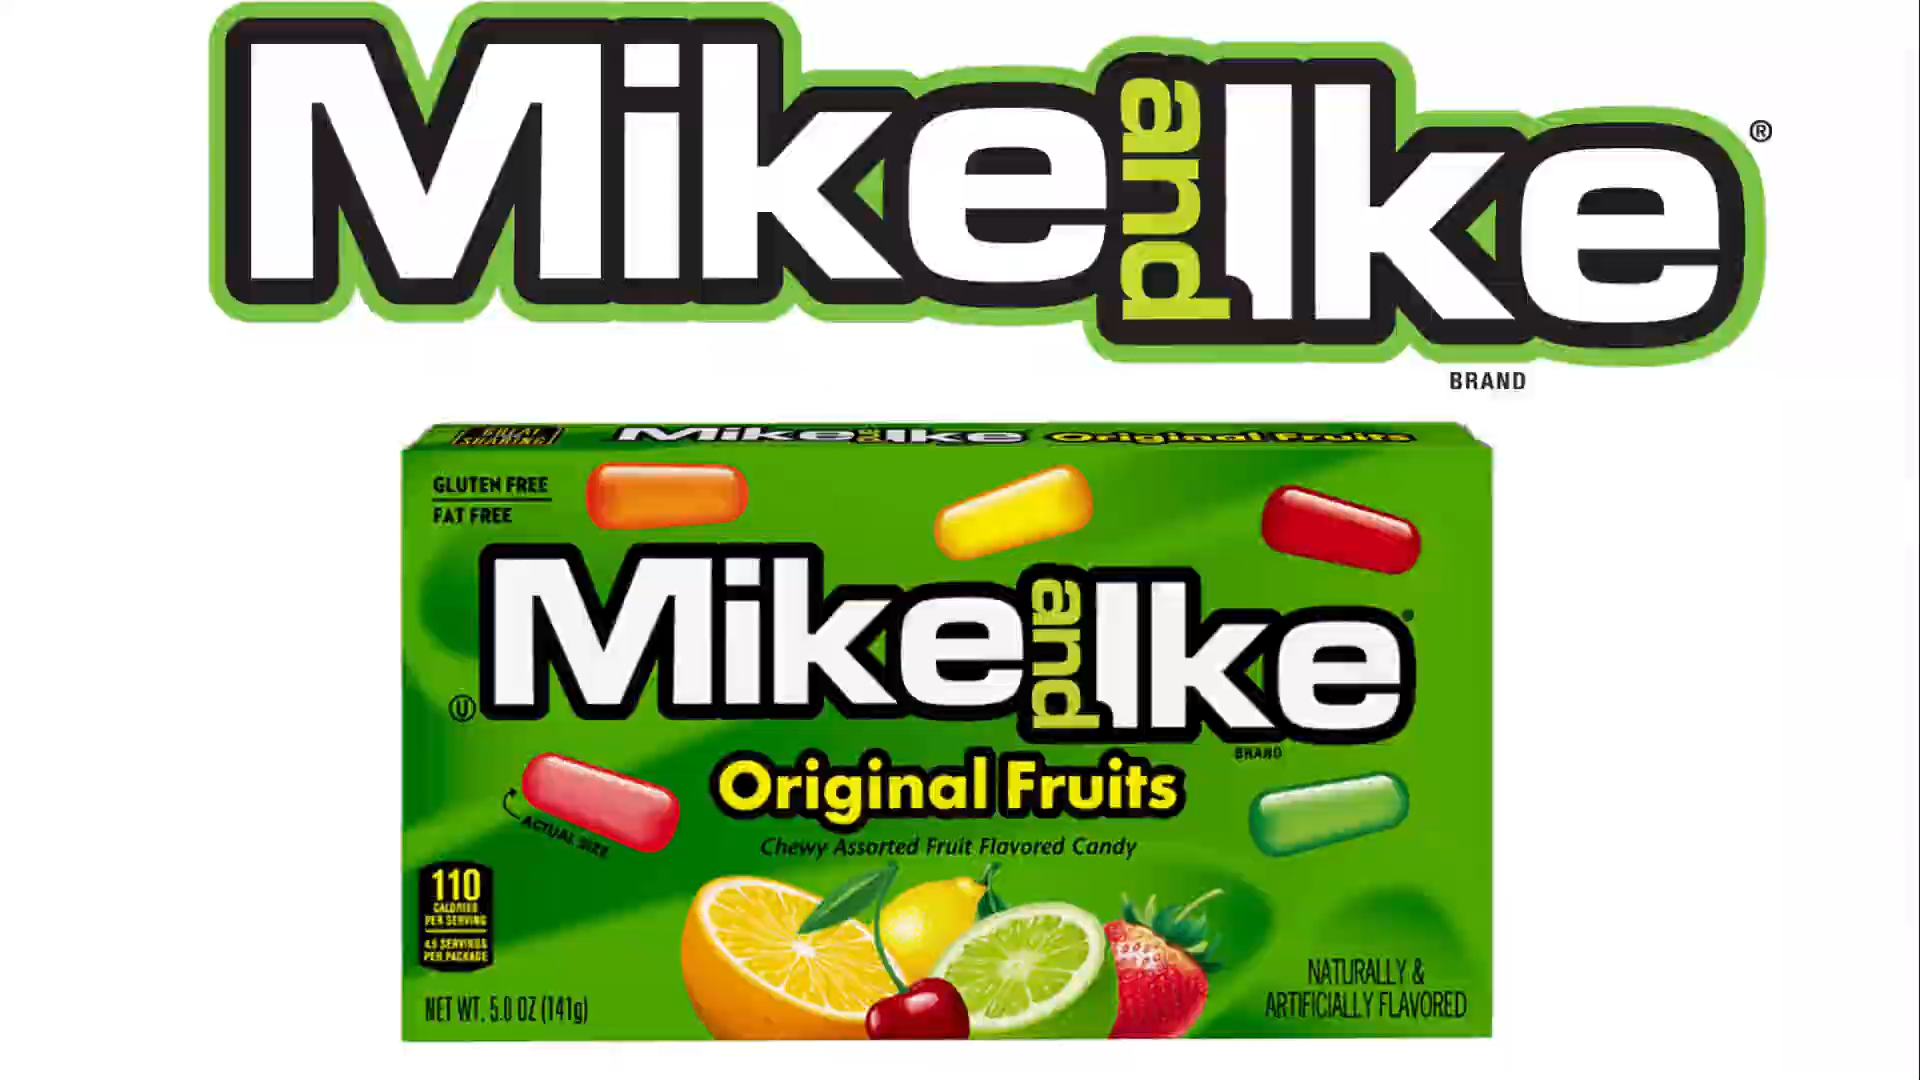 Mike and Ike®
BRAND
GREAT
SHARING
Mike and Ike Original Fruits
GLUTEN FREE
FAT FREE
Mike and Ike
U
BRAND
Original Fruits
ACTUAL SIZE
Chewy Assorted Fruit Flavored Candy
110
CALORIES
PER SERVING
4.5 SERVINGS
PER PACKAGE
NATURALLY &
ARTIFICIALLY FLAVORED
NET WT. 5.0 OZ (141g)